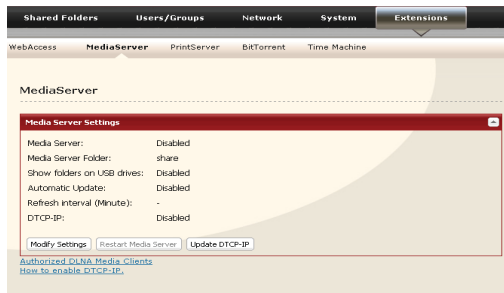 Shared Folders Users/Groups Network System Extensions
WebAccess MediaServer PrintServer BitTorrent Time Machine
MediaServer
Media Server Settings
Media Server: Disabled
Media Server Folder: share
Show folders on USB drives: Disabled
Automatic Update: Disabled
Refresh interval (Minute): -
DTCP-IP: Disabled
Modify Settings Restart Media Server Update DTCP-IP
Authorized DLNA Media Clients
How to enable DTCP-IP.